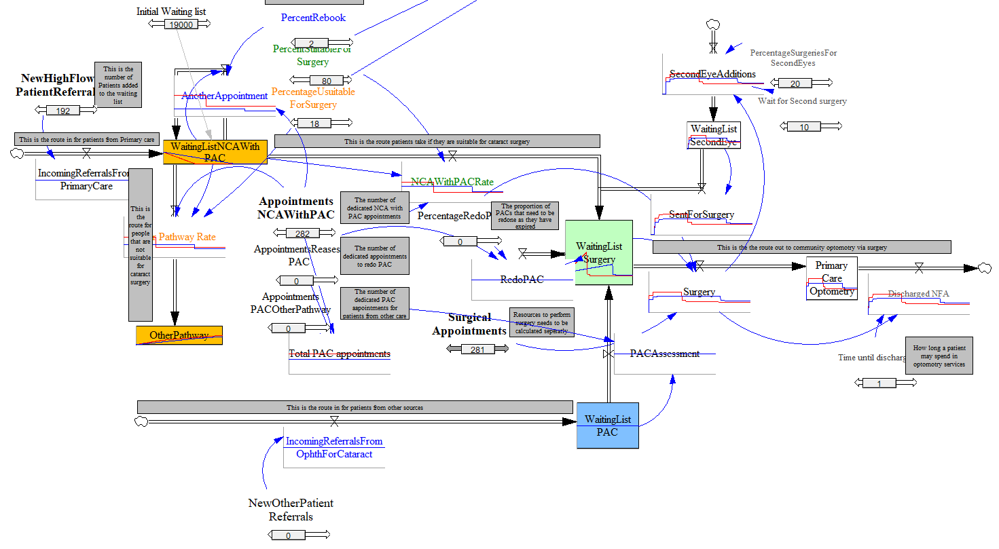 Initial Waiting list
19000
PercentRebook
2
PercentSuitableFor
Surgery
80
PercentageUsuitable
ForSurgery
18
NewHighFlow
PatientReferral
192
This is the
number of
Patients added
to the waiting
list
AnotherAppointment
PercentageSurgeriesFor
SecondEyes
20
SecondEyeAdditions
Wait for Second surgery
10
WaitingList
SecondEye
This is the route in for patients from Primary care
WaitingListNCAWith
PAC
This is the route patients take if they are suitable for cataract surgery
IncomingReferralsFrom
PrimaryCare
This is
the
route for
people
that are
not
suitable
for
cataract
surgery
Pathway Rate
OtherPathway
NCAWithPACRate
Appointments
NCAWithPAC
282
The number of
dedicated NCA with
PAC appointments
PercentageRedoP
0
The proportion of
PACs that need to be
redone as they have
expired
SentForSurgery
AppointmentsReases
PAC
0
The number of
dedicated appointments
to redo PAC
WaitingList
Surgery
This is the the route out to community optomotry via surgery
Primary
Care
Optometry
RedoPAC
Surgery
Discharged NFA
Appointments
PACOtherPathway
0
The number of
dedicated PAC
aapointments for
patients from other care
Surgical
Appointments
281
Resources to perform
surgery needs to be
calculated seperatly
Total PAC appointments
PACAssessment
Time until discharg
1
How long a patient
may spend in
optomotry services
This is the route in for patients from other sources
WaitingList
PAC
IncomingReferralsFrom
OphthForCataract
NewOtherPatient
Referrals
0